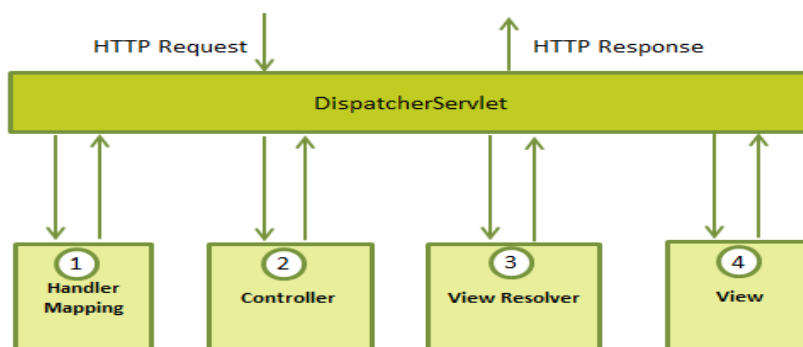 HTTP Request
HTTP Response
DispatcherServlet
1
Handler
Mapping
2
Controller
3
View Resolver
4
View